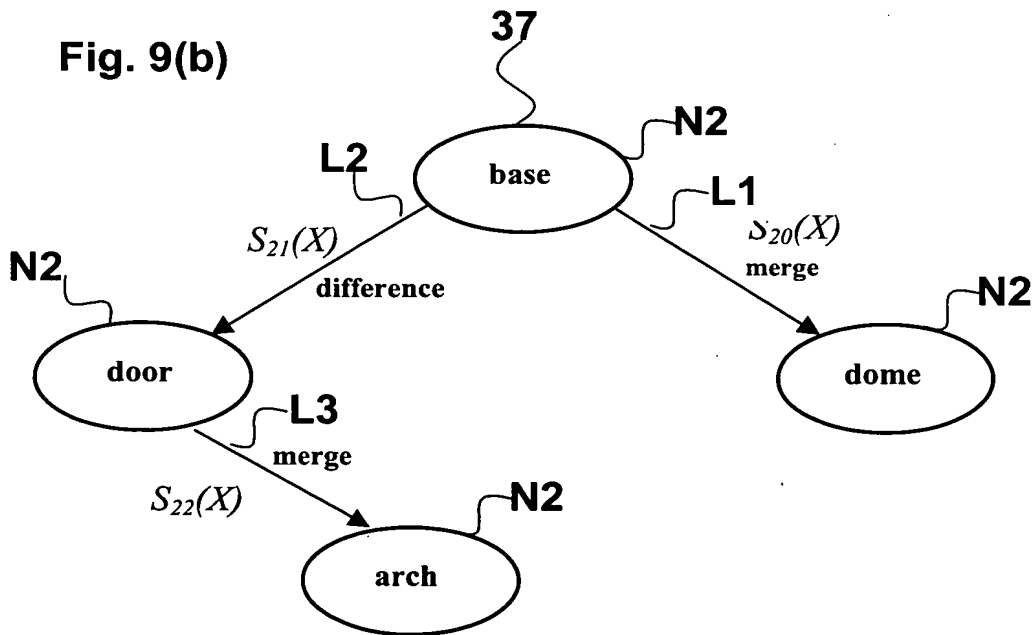 Fig. 9(b)
37
N2
base
L2
L1
S21(X)
S20(X)
difference
merge
N2
N2
door
dome
L3
merge
S22(X)
N2
arch